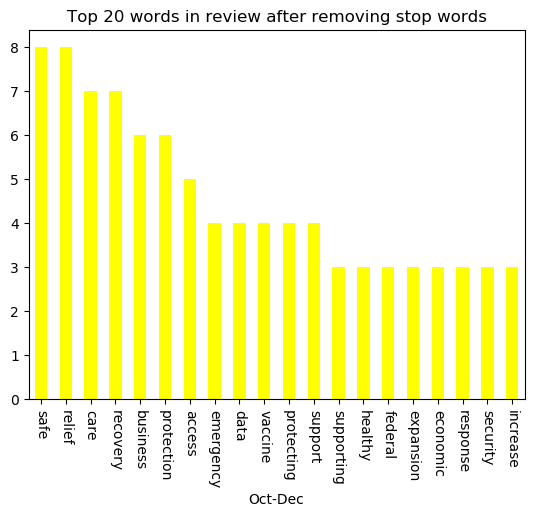 Top 20 words in review after removing stop words
8
7
6
5
4
3
2
1
0
safe
relief
care
recovery
business
protection
access
emergency
data
vaccine
protecting
support
supporting
healthy
federal
expansion
economic
response
security
increase
Oct-Dec